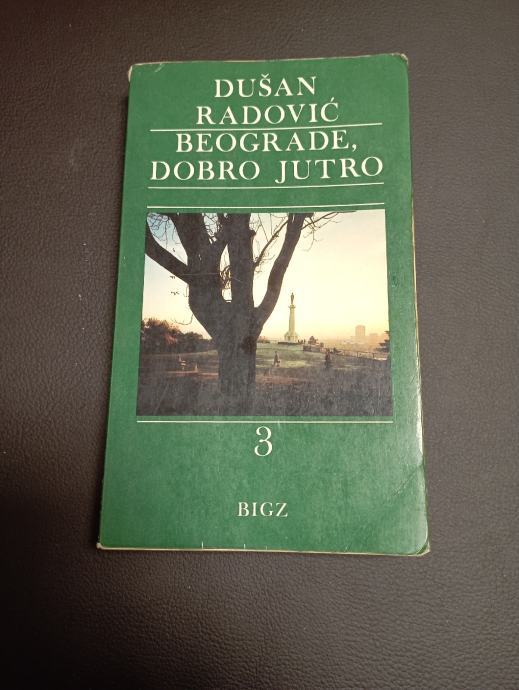 DUŠAN
RADOVIĆ
BEOGRADE,
DOBRO JUTRO
3
BIGZ